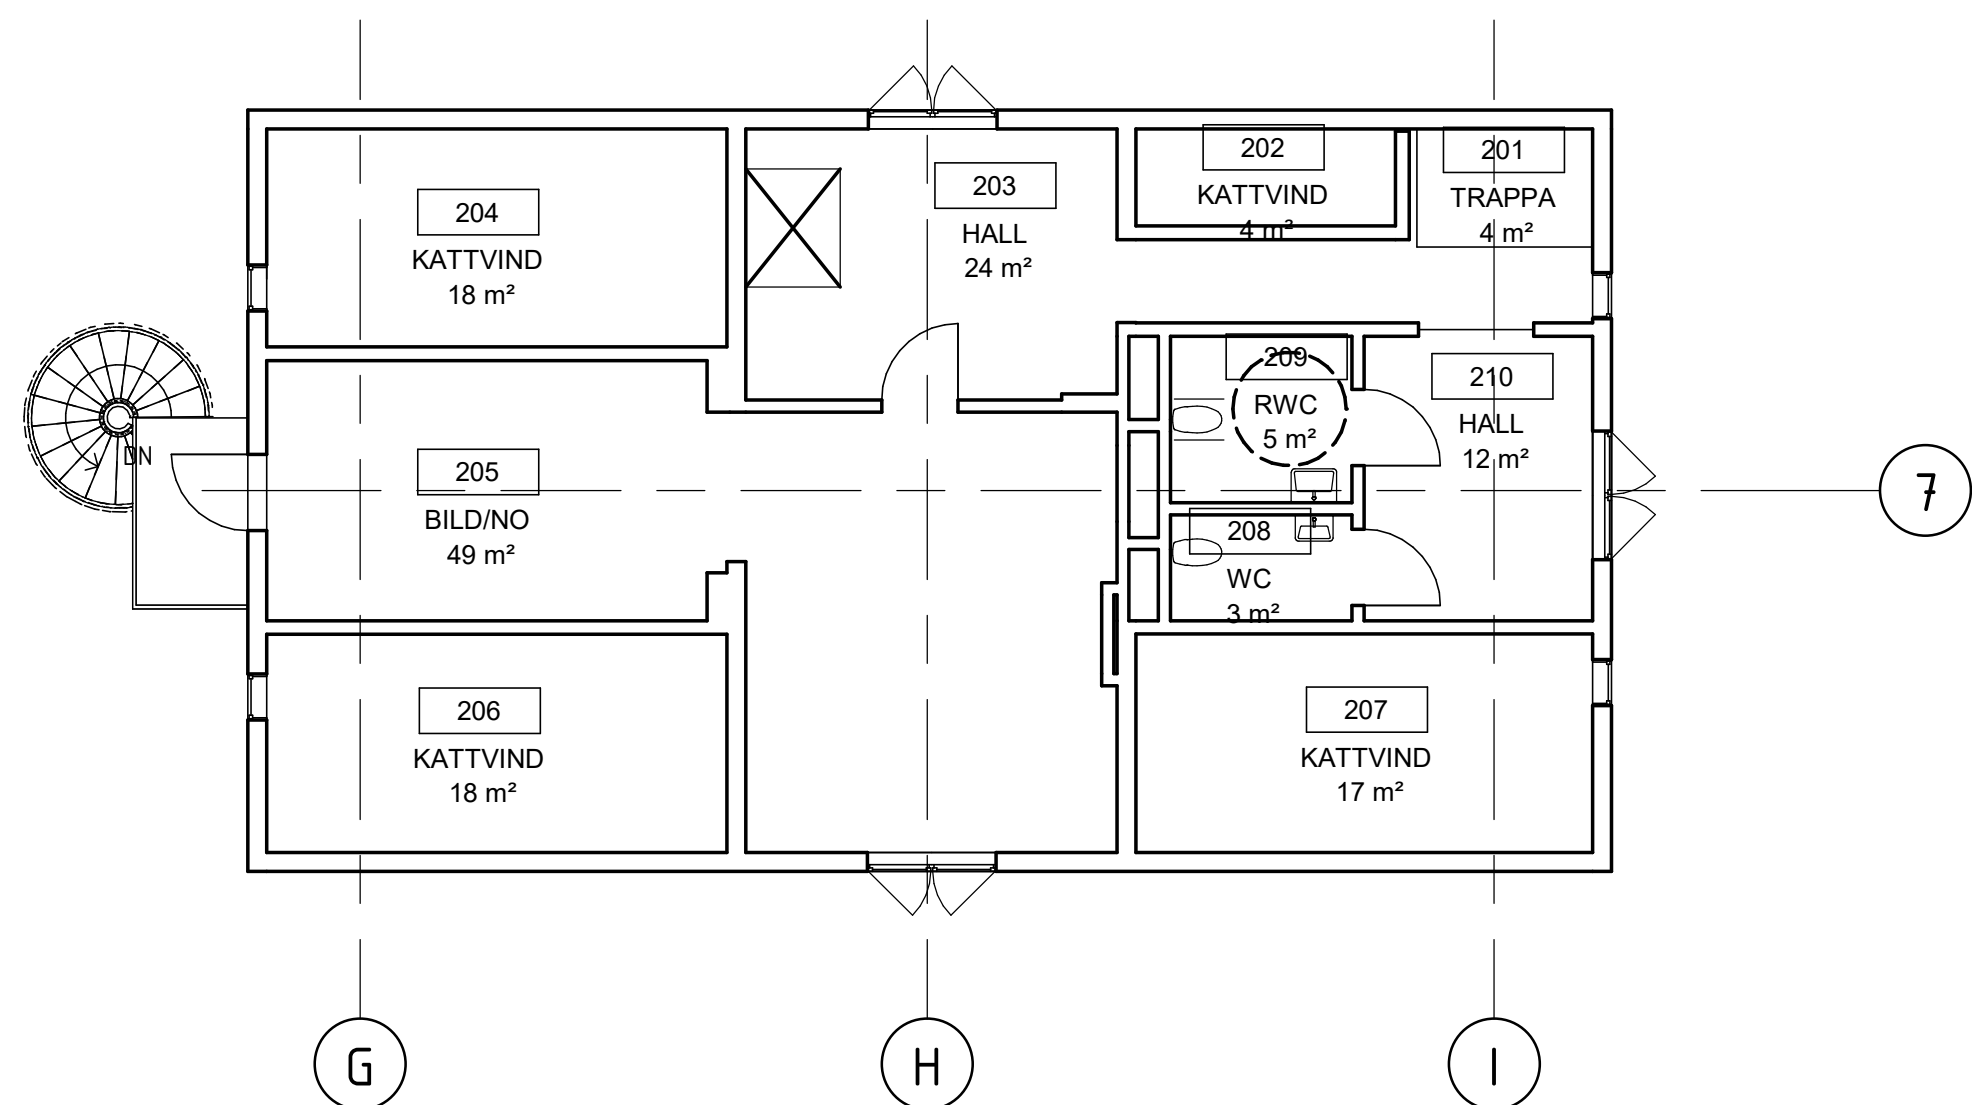 204
KATTVIND
18 m²
203
HALL
24 m²
202
KATTVIND
4 m²
201
TRAPPA
4 m²
209
RWC
5 m²
210
HALL
12 m²
DN
205
BILD/NO
49 m²
208
WC
3 m²
206
KATTVIND
18 m²
207
KATTVIND
17 m²
7
G
H
I